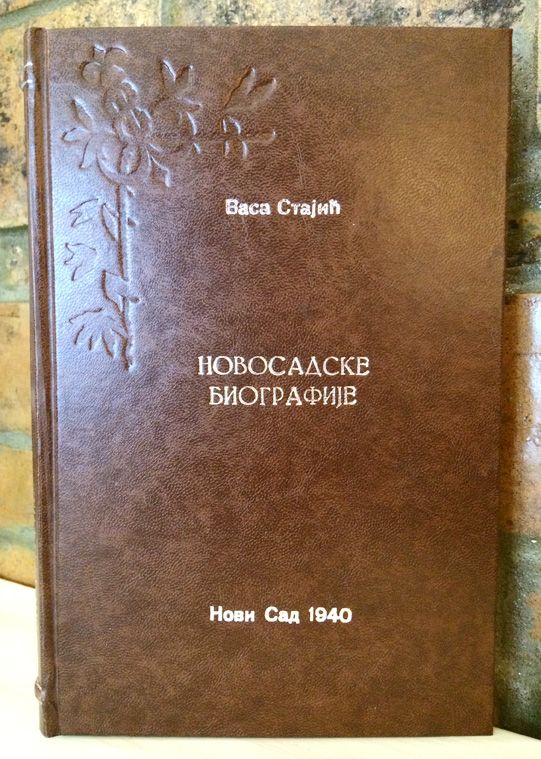 Васа Стајић
НОВОСАДСКЕ
БИОГРАФИЈЕ
Нови Сад 1940